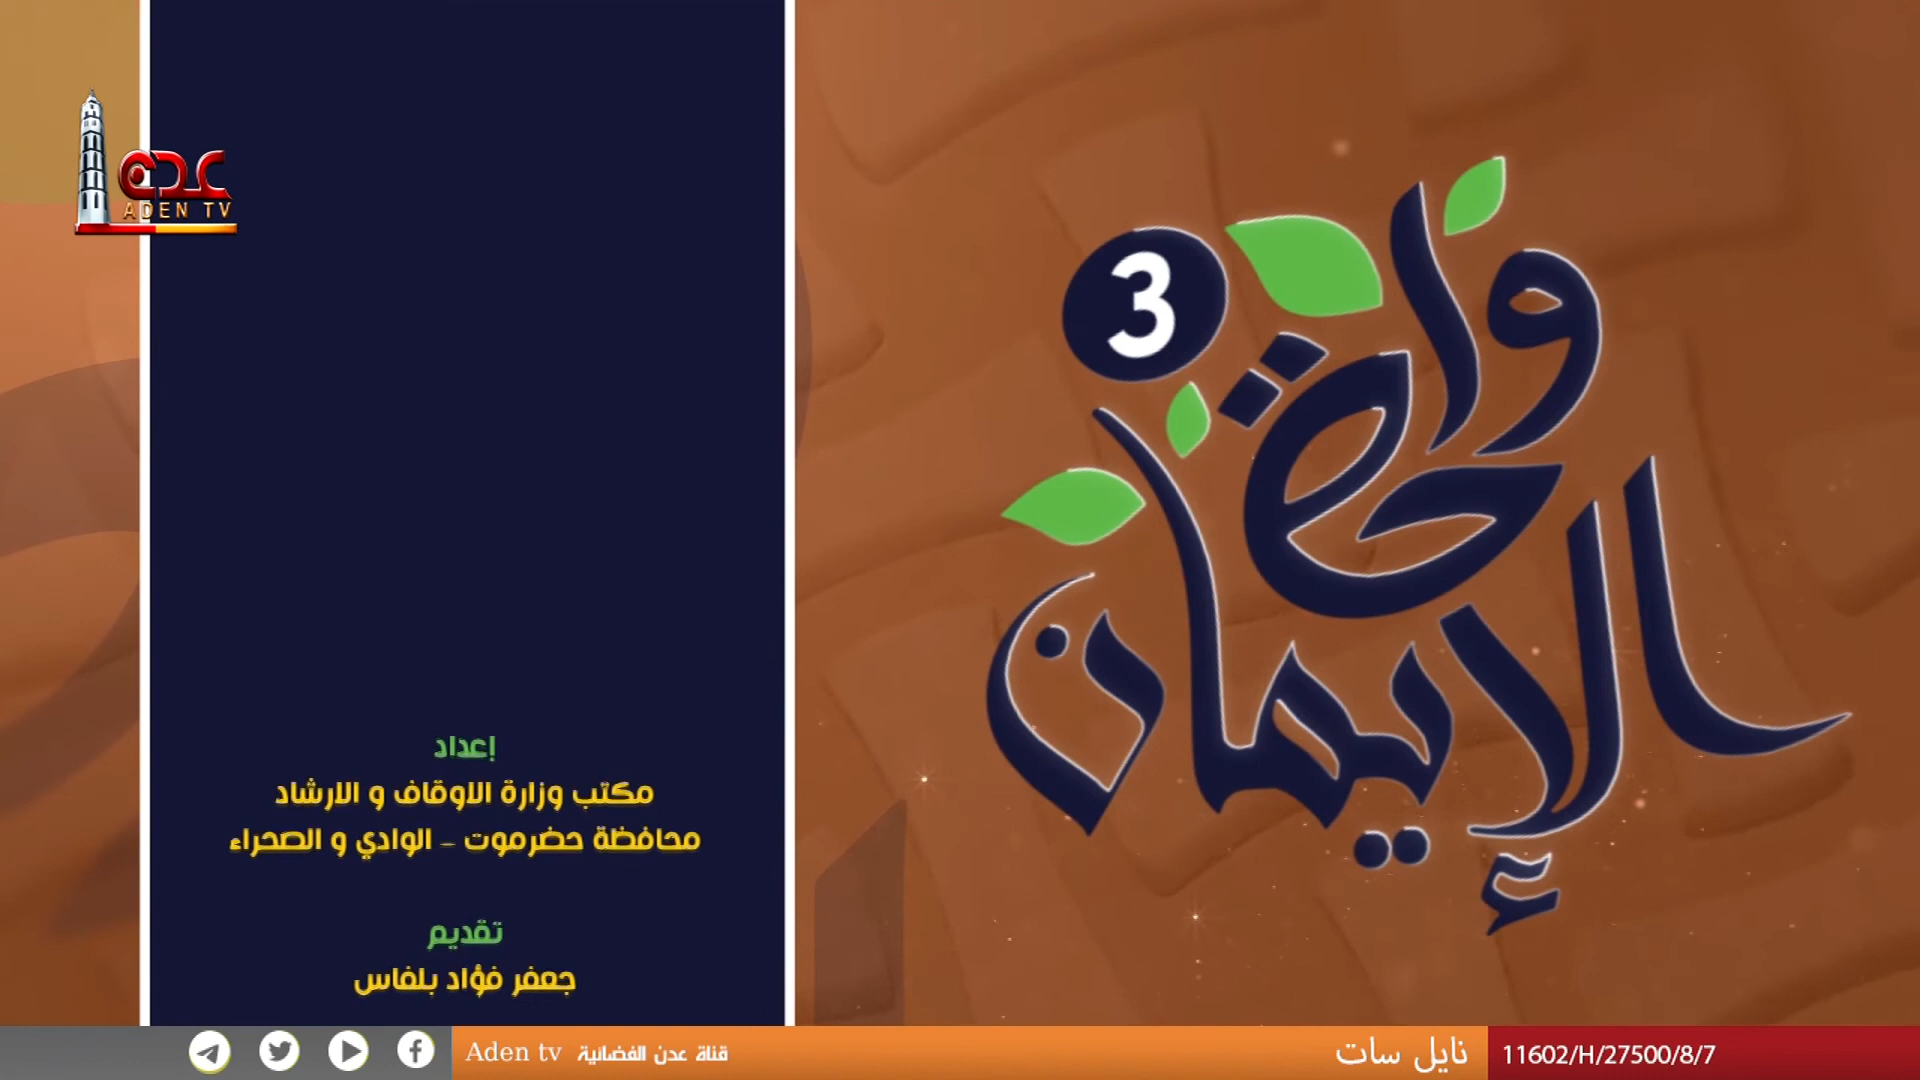 عدن
ADEN TV
3
واحة
الإيمان
إعداد
مكتب وزارة الاوقاف و الارشاد
محافظة حضرموت - الوادي و الصحراء
تقديم
جعفر فؤاد بلفاس
Aden tv قناة عدن الفضائية
نايل سات
11602/H/27500/8/7